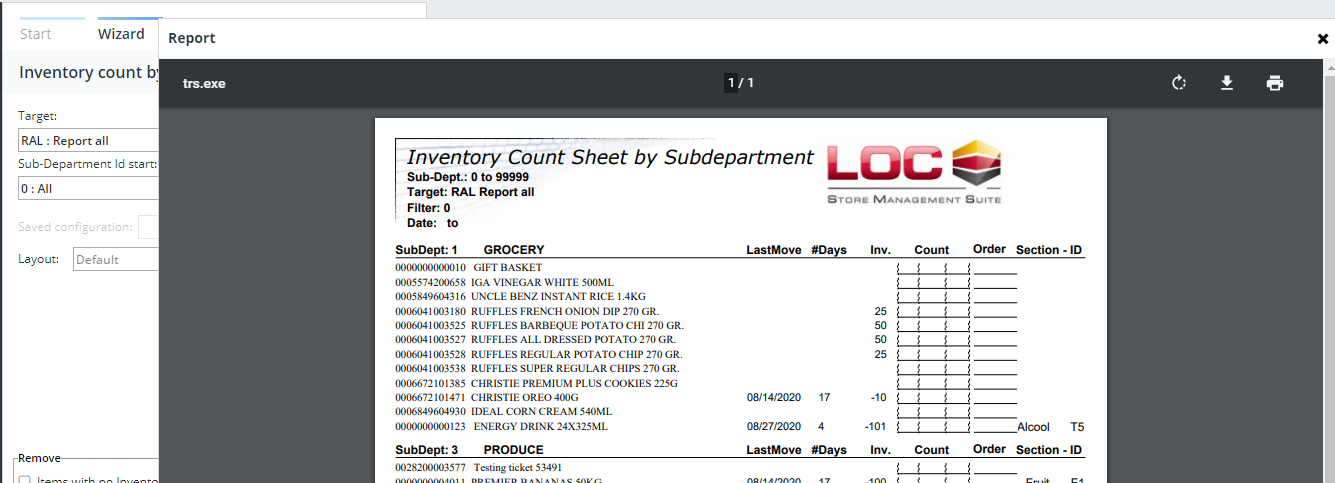 Start Wizard
Report
Inventory count by
Target:
RAL : Report all
Sub-Department Id start:
0 : All
Saved configuration:
Layout: Default
Remove
Items with no Invento
trs.exe 1 / 1
Inventory Count Sheet by Subdepartment
Sub-Dept.: 0 to 99999
Target: RAL Report all
Filter: 0
Date: to
LOC
STORE MANAGEMENT SUITE
SubDept: 1 GROCERY LastMove #Days Inv. Count Order Section - ID
0000000000010 GIFT BASKET
0005574200658 IGA VINEGAR WHITE 500ML
0005849604316 UNCLE BENZ INSTANT RICE 1.4KG
0006041003180 RUFFLES FRENCH ONION DIP 270 GR. 25
0006041003525 RUFFLES BARBEQUE POTATO CHI 270 GR. 50
0006041003527 RUFFLES ALL DRESSED POTATO 270 GR. 50
0006041003528 RUFFLES REGULAR POTATO CHIP 270 GR. 25
0006041003538 RUFFLES SUPER REGULAR CHIPS 270 GR.
0006672101385 CHRISTIE PREMIUM PLUS COOKIES 225G
0006672101471 CHRISTIE OREO 400G 08/14/2020 17 -10
0006849604930 IDEAL CORN CREAM 540ML
0000000000123 ENERGY DRINK 24X325ML 08/27/2020 4 -101 Alcool T5
SubDept: 3 PRODUCE LastMove #Days Inv. Count Order Section - ID
0028200003577 Testing ticket 53491
0000000004011 PREMIER BANANAS 50KG 08/14/2020 17 -100 Fruit F1